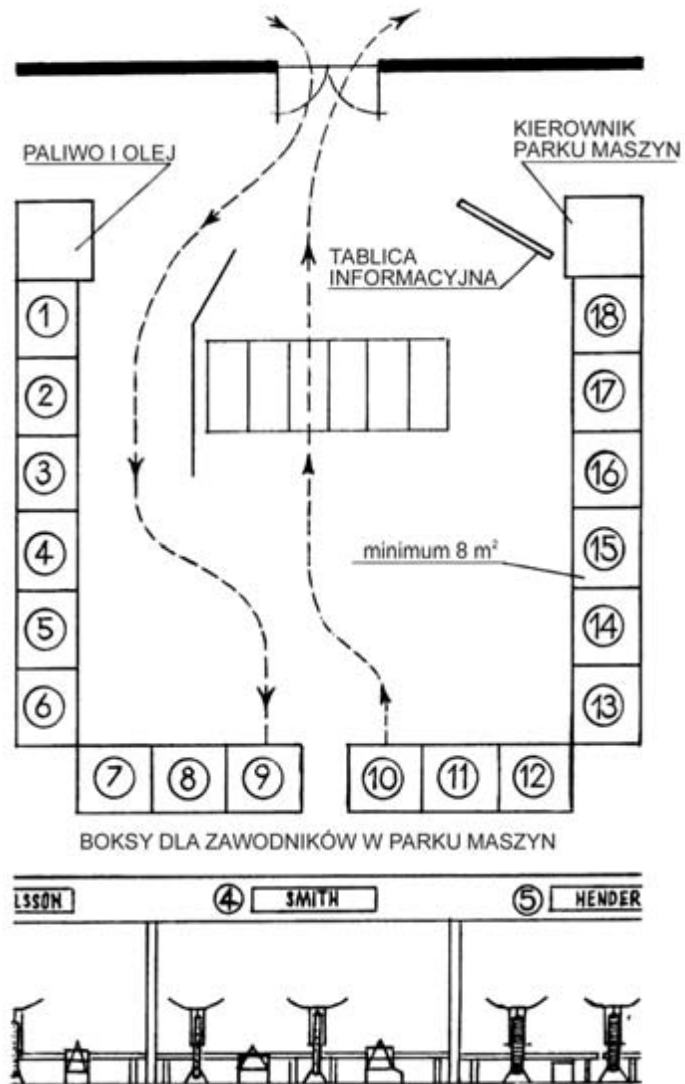 PALIWO I OLEJ
KIEROWNIK
PARKU MASZYN
TABLICA
INFORMACYJNA
1
18
2
17
3
16
4
minimum 8 m²
15
5
14
6
13
7 8 9 10 11 12
BOKSY DLA ZAWODNIKÓW W PARKU MASZYN
LSSON 4 SMITH 5 HENDER